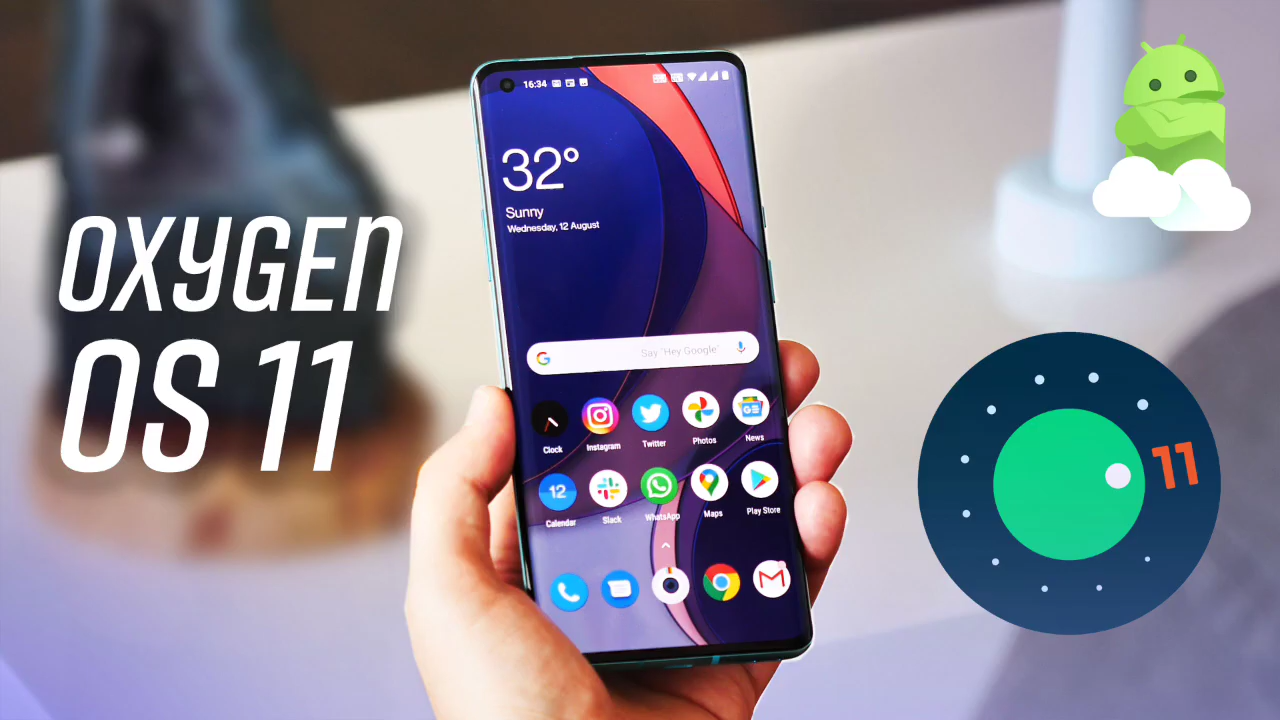 OXYGEN
OS 11
16:34
32°
Sunny
Wednesday, 12 August
G
Say "Hey Google"
Clock
Instagram
Twitter
Photos
News
12
Calendar
Slack
WhatsApp
Maps
Play Store
11